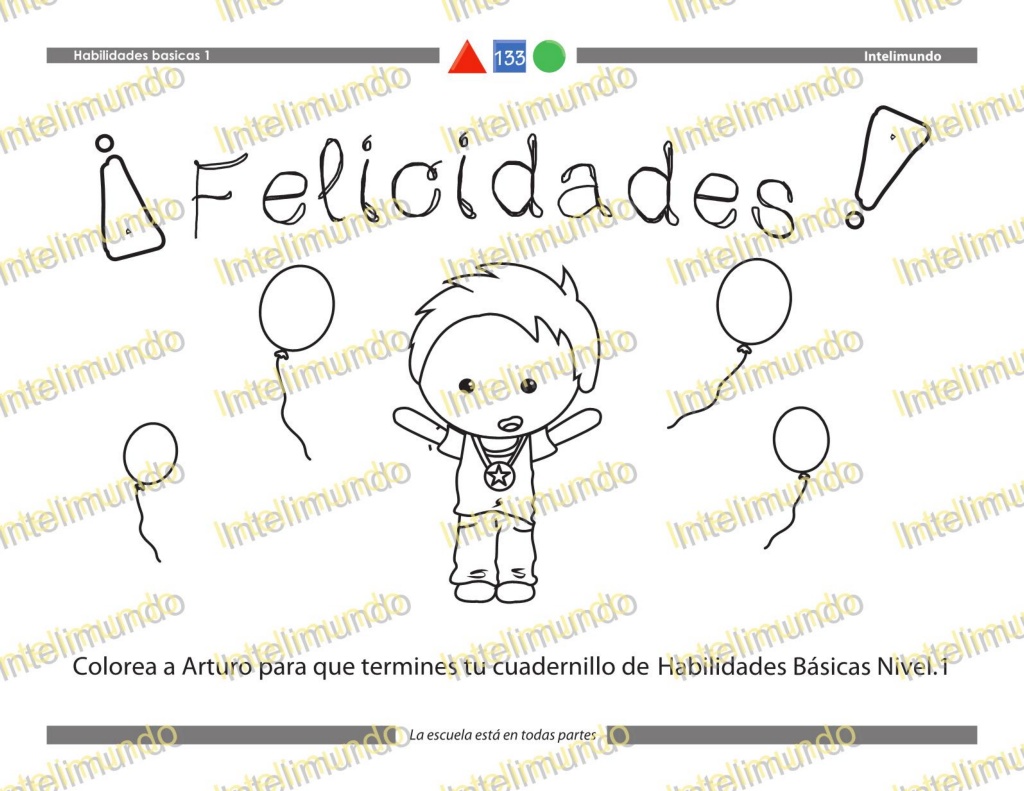 Habilidades basicas 1
133
Intelimundo
¡Felicidades!
Colorea a Arturo para que termines tu cuadernillo de Habilidades Básicas Nivel.1
La escuela está en todas partes